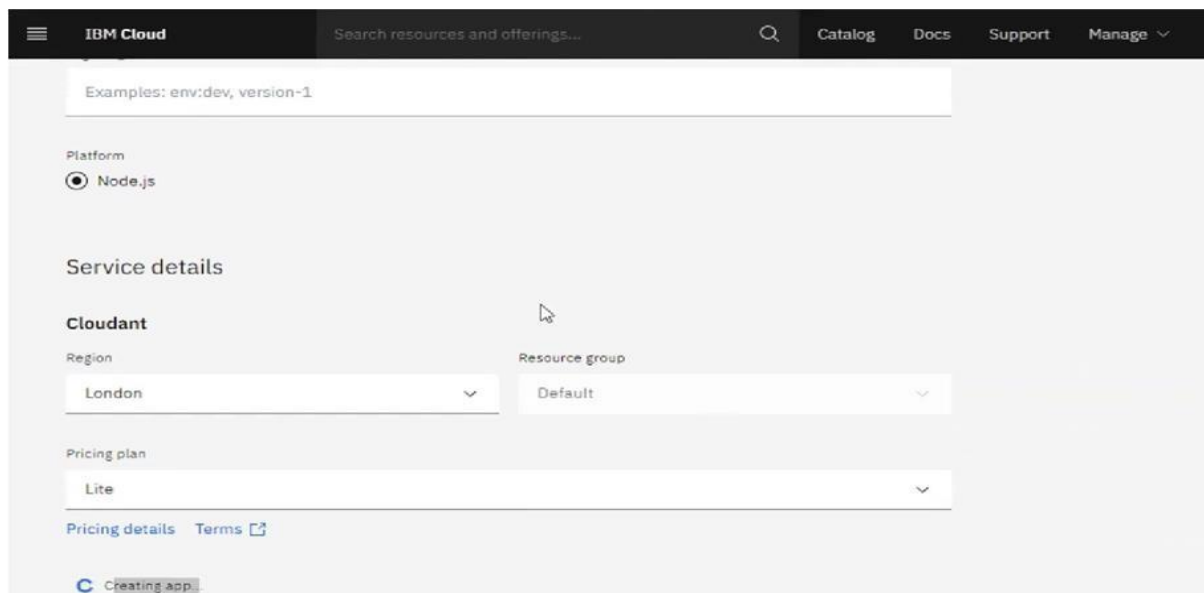 IBM Cloud Search resources and offerings... Catalog Docs Support Manage
Examples: env:dev, version-1
Platform
Node.js
Service details
Cloudant
Region Resource group
London Default
Pricing plan
Lite
Pricing details Terms
Creating app...